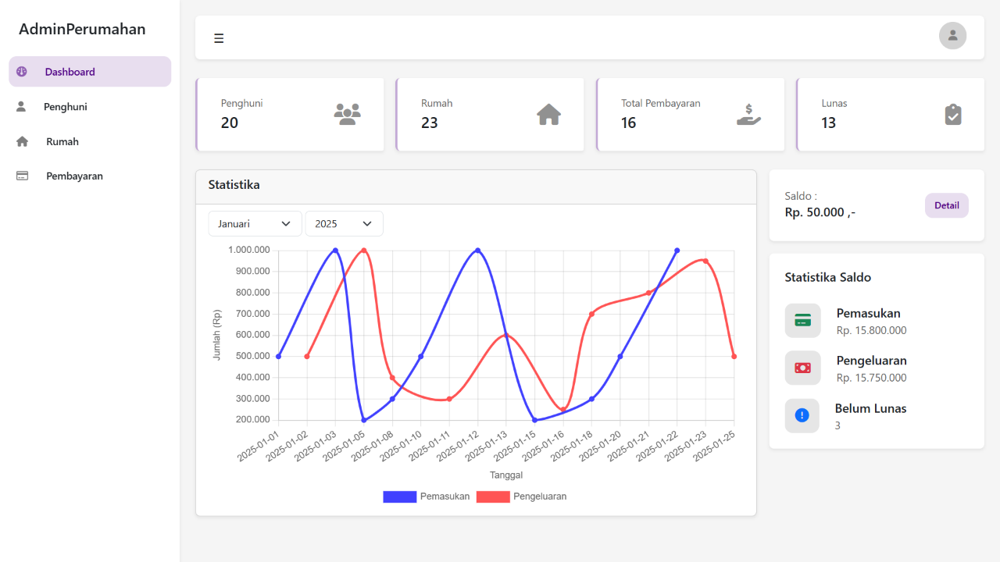 AdminPerumahan
Dashboard
Penghuni
Rumah
Pembayaran
Penghuni
20
Rumah
23
Total Pembayaran
16
Lunas
13
Statistika
Januari
2025
1.000.000
900.000
800.000
700.000
600.000
500.000
400.000
300.000
200.000
Jumlah (Rp)
2025-01-01
2025-01-02
2025-01-03
2025-01-05
2025-01-08
2025-01-10
2025-01-11
2025-01-12
2025-01-13
2025-01-15
2025-01-16
2025-01-18
2025-01-20
2025-01-21
2025-01-22
2025-01-23
2025-01-25
Tanggal
Pemasukan
Pengeluaran
Saldo :
Rp. 50.000 ,-
Detail
Statistika Saldo
Pemasukan
Rp. 15.800.000
Pengeluaran
Rp. 15.750.000
Belum Lunas
3